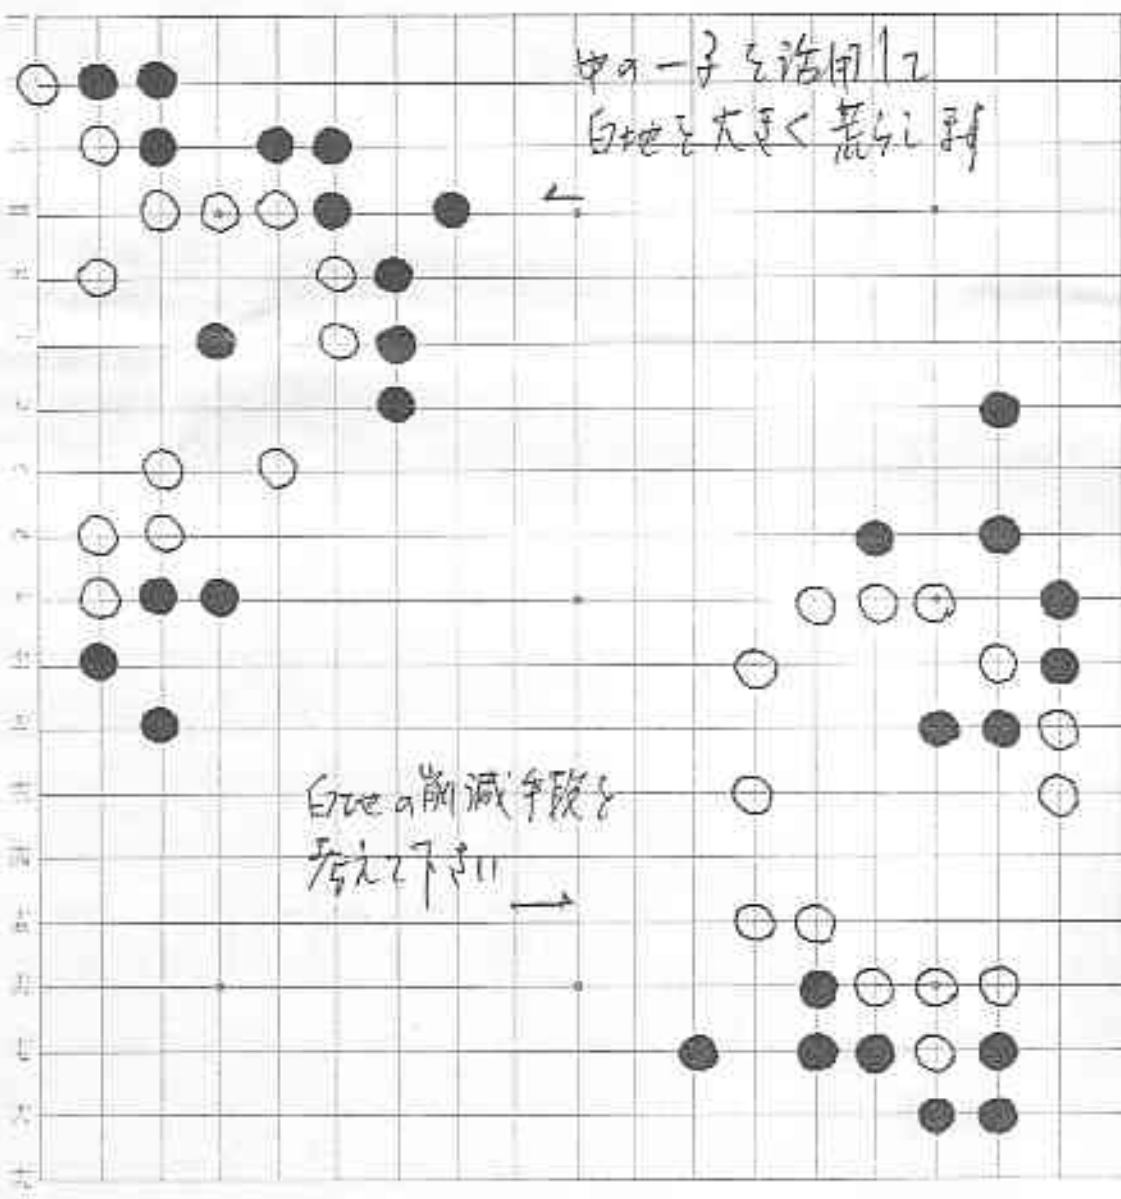 中の一子を活用して
白地を大きく荒らします
←
白地の削減手段を
考えて下さい
→